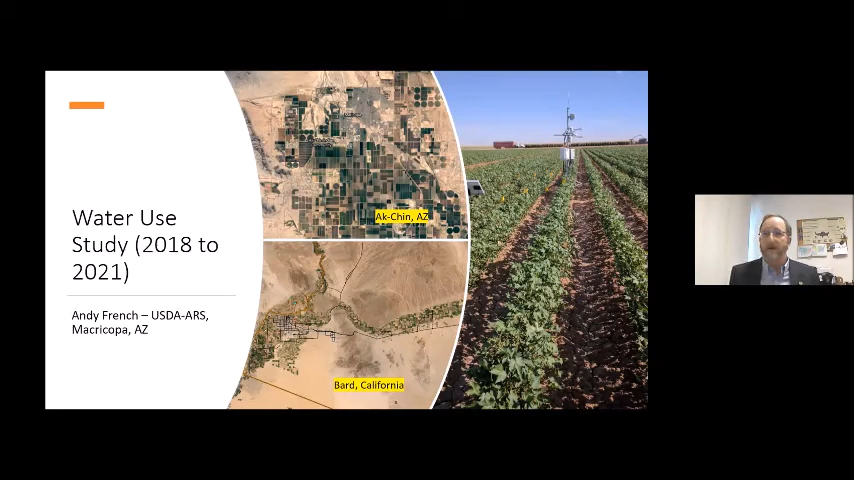 Water Use
Study (2018 to
2021)
Andy French – USDA-ARS,
Macricopa, AZ
Ak-Chin, AZ
Bard, California